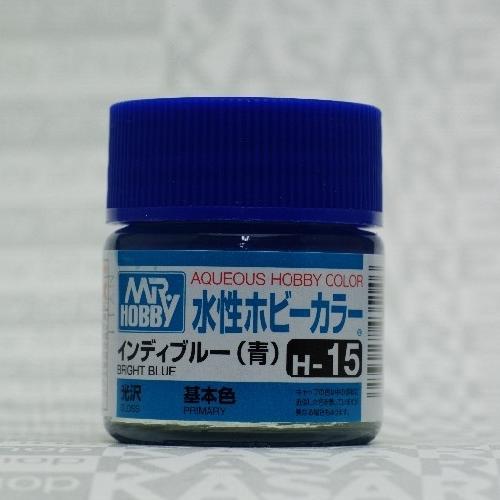 AQUEOUS HOBBY COLOR
MR HOBBY
水性ホビーカラー
インディブルー(青)
BRIGHT BLUE
H-15
光沢
GLOSS
基本色
PRIMARY